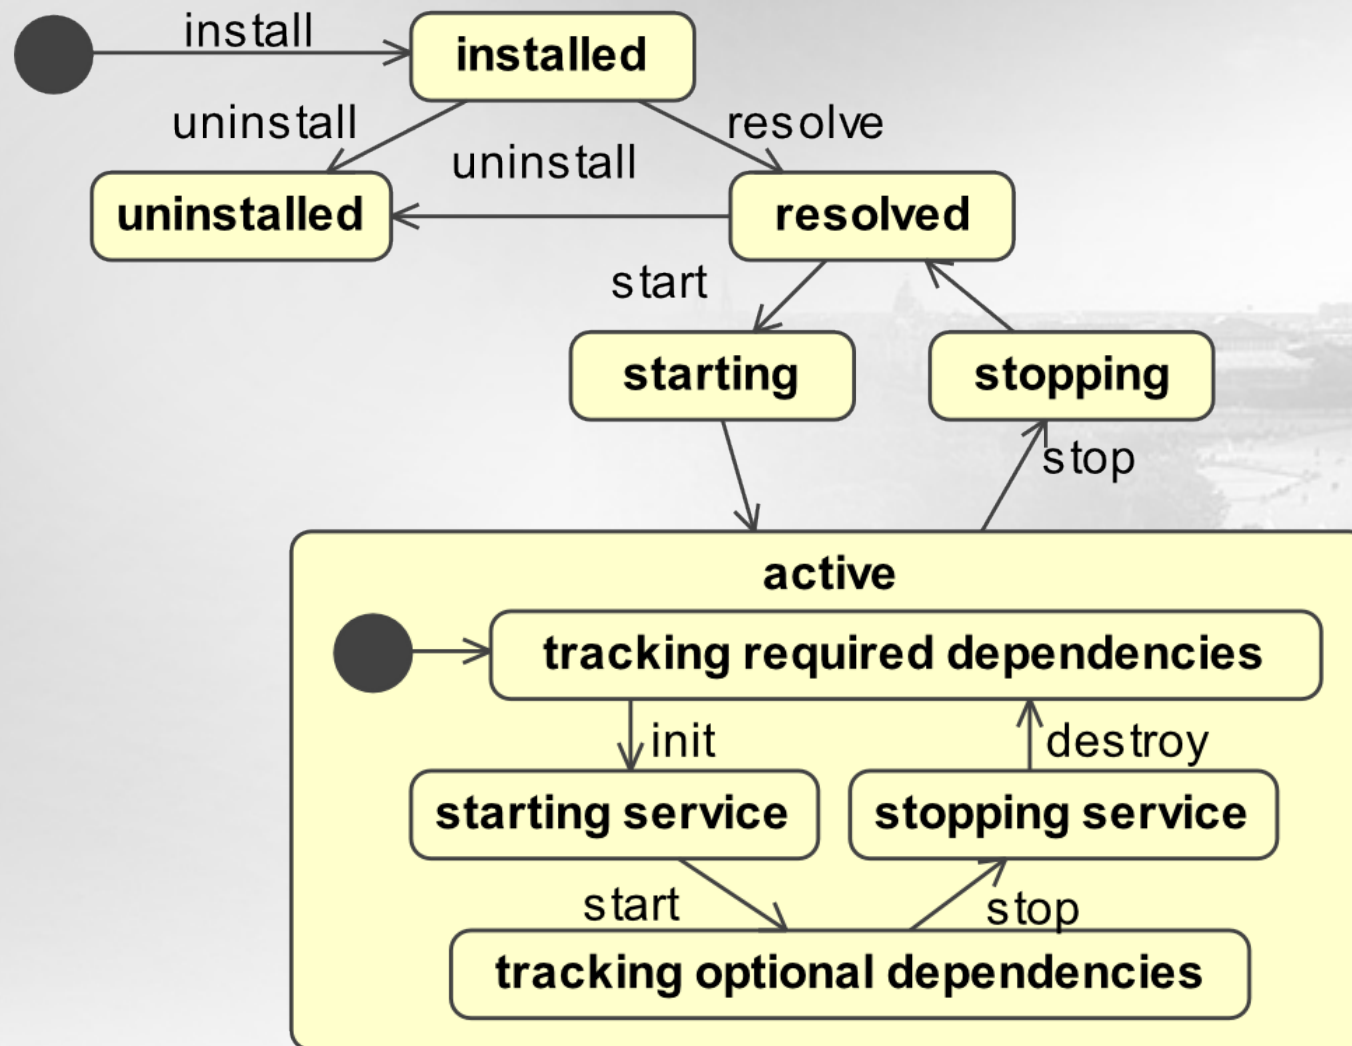 install
installed
uninstall
resolve
uninstall
uninstalled
resolved
start
starting
stopping
stop
active
tracking required dependencies
init
destroy
starting service
stopping service
start
stop
tracking optional dependencies